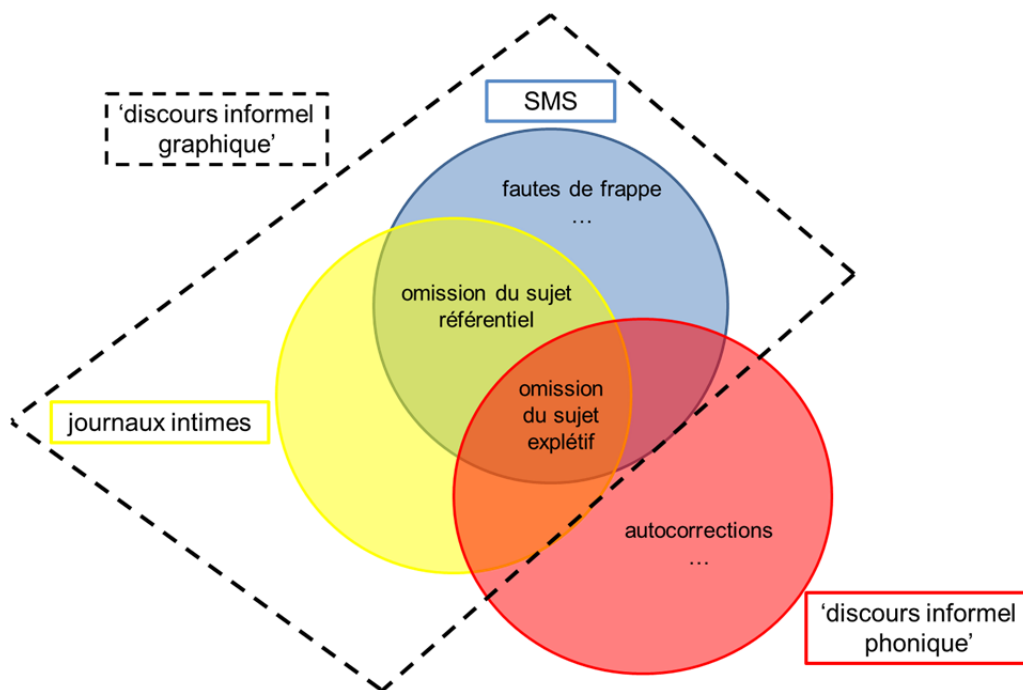 ‘discours informel
graphique’
SMS
fautes de frappe
…
omission du sujet
référentiel
omission
du sujet
explétif
journaux intimes
autocorrections
…
‘discours informel
phonique’